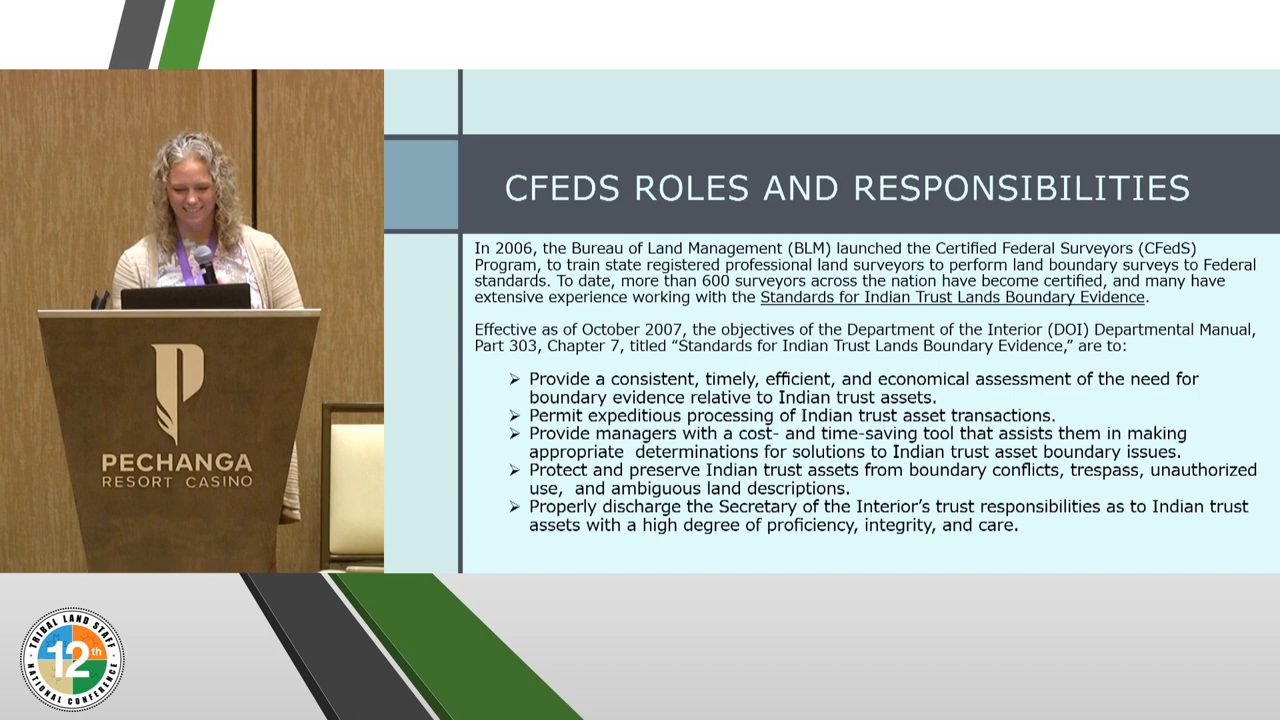 CFEDS ROLES AND RESPONSIBILITIES
In 2006, the Bureau of Land Management (BLM) launched the Certified Federal Surveyors (CFedS)
Program, to train state registered professional land surveyors to perform land boundary surveys to Federal
standards. To date, more than 600 surveyors across the nation have become certified, and many have
extensive experience working with the Standards for Indian Trust Lands Boundary Evidence.
Effective as of October 2007, the objectives of the Department of the Interior (DOI) Departmental Manual,
Part 303, Chapter 7, titled “Standards for Indian Trust Lands Boundary Evidence,” are to:
➢ Provide a consistent, timely, efficient, and economical assessment of the need for
boundary evidence relative to Indian trust assets.
➢ Permit expeditious processing of Indian trust asset transactions.
➢ Provide managers with a cost- and time-saving tool that assists them in making
appropriate determinations for solutions to Indian trust asset boundary issues.
➢ Protect and preserve Indian trust assets from boundary conflicts, trespass, unauthorized
use, and ambiguous land descriptions.
➢ Properly discharge the Secretary of the Interior’s trust responsibilities as to Indian trust
assets with a high degree of proficiency, integrity, and care.
PECHANGA
RESORT CASINO
TRIBAL LAND STAFF
12th
NATIONAL CONFERENCE